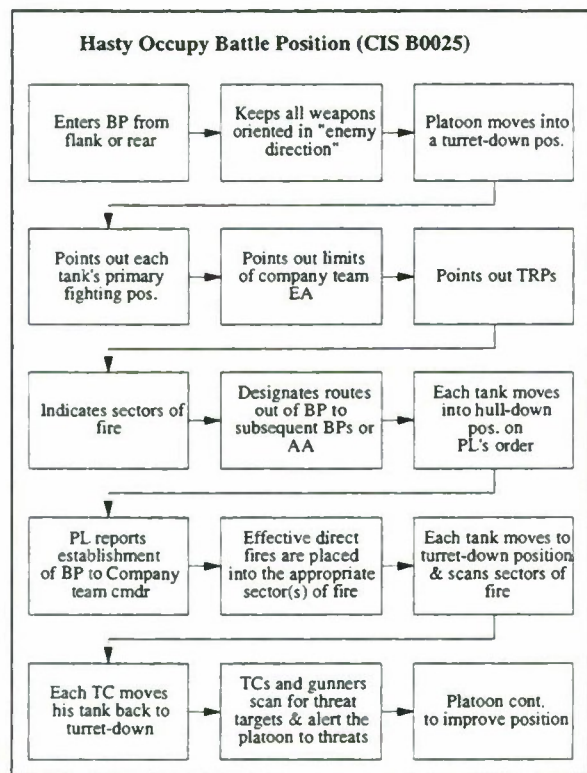 Hasty Occupy Battle Position (CIS B0025)
Enters BP from
flank or rear
Keeps all weapons
oriented in "enemy
direction"
Platoon moves into
a turret-down pos.
Points out each
tank's primary
fighting pos.
Points out limits
of company team
EA
Points out TRPs
Indicates sectors of
fire
Designates routes
out of BP to
subsequent BPs or
AA
Each tank moves
into hull-down
pos. on
PL's order
PL reports
establishment
of BP to Company
team cmdr
Effective direct
fires are placed
into the appropriate
sector(s) of fire
Each tank moves to
turret-down position
& scans sectors of
fire
Each TC moves
his tank back to
turret-down
TCs and gunners
scan for threat
targets & alert the
platoon to threats
Platoon cont.
to improve position